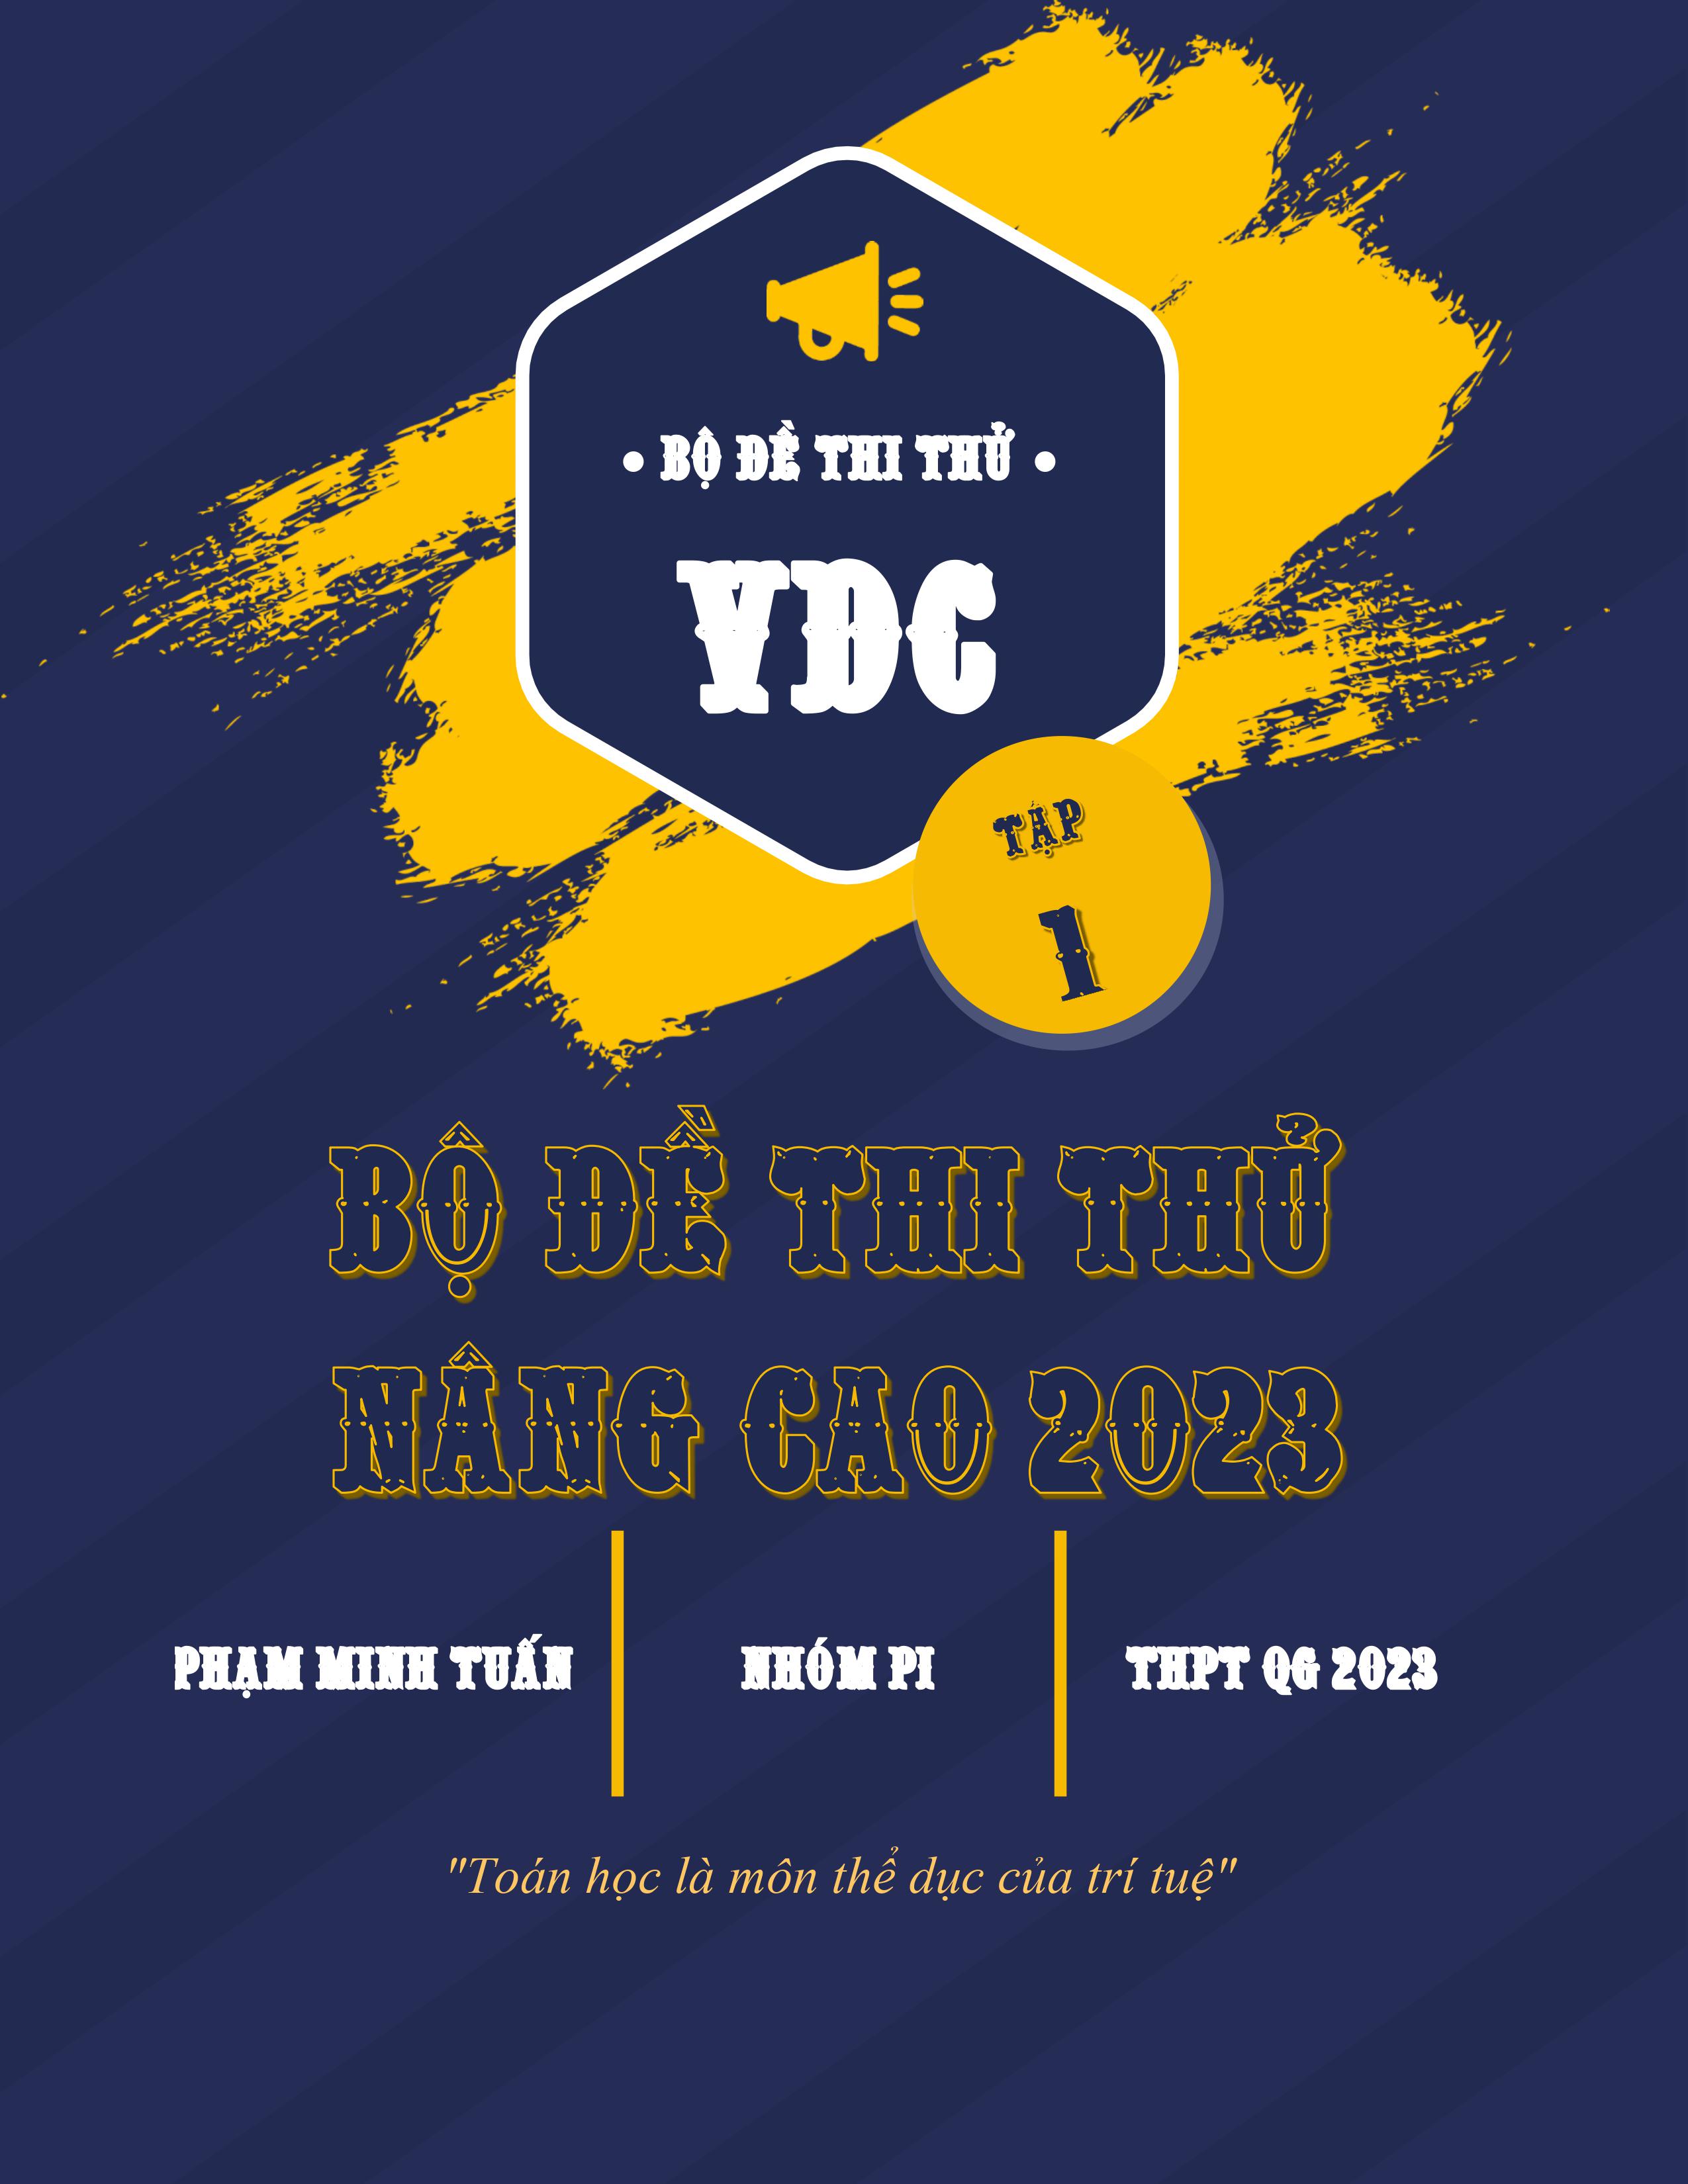 • BỘ ĐỀ THI THỬ •
VDC
TẬP
1
BỘ ĐỀ THI THỬ
NÂNG CAO 2023
PHẠM MINH TUẤN
NHÓM PI
THPT QG 2023
"Toán học là môn thể dục của trí tuệ"